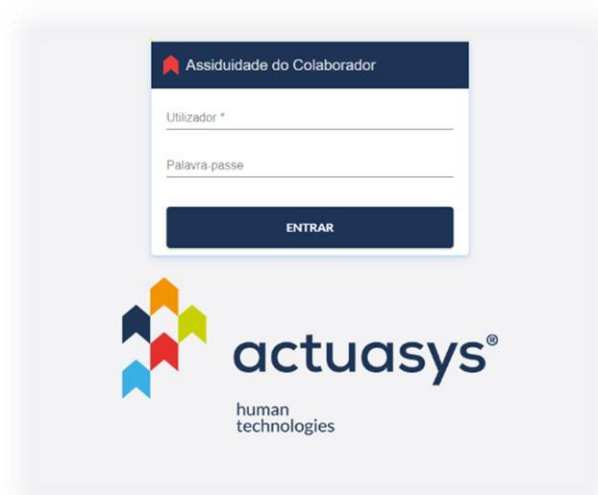 Assiduidade do Colaborador
Utilizador *
Palavra-passe
ENTRAR
actuasys®
human
technologies